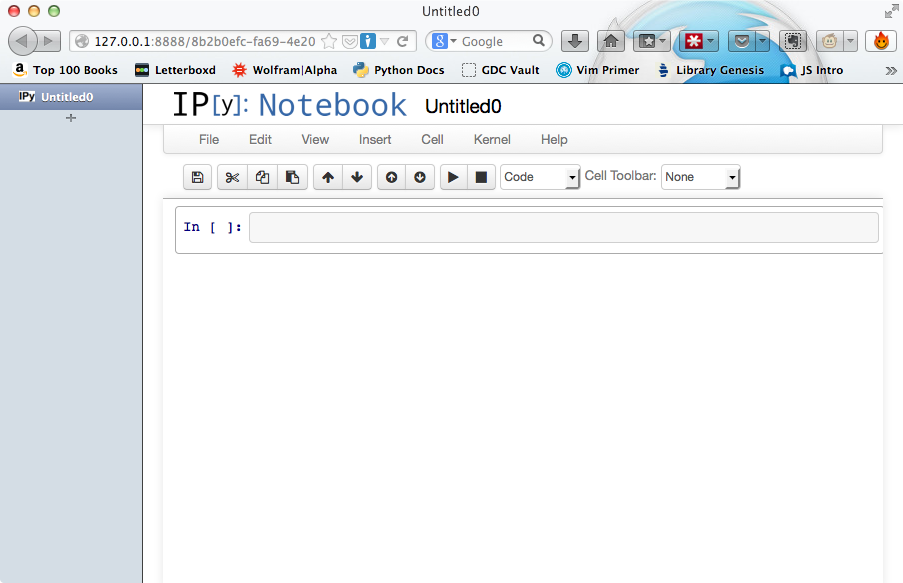 Untitled0
127.0.0.1:8888/8b2b0efc-fa69-4e20
Google
Top 100 Books Letterboxd Wolfram|Alpha Python Docs GDC Vault Vim Primer Library Genesis JS Intro
IPy Untitled0
IP[y]: Notebook Untitled0
File Edit View Insert Cell Kernel Help
Code Cell Toolbar: None
In [ ]: